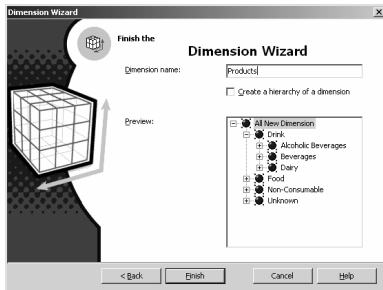 Dimension Wizard
x
Finish the
Dimension Wizard
Dimension name:
Products
Create a hierarchy of a dimension
Preview:
All New Dimension
Drink
Alcoholic Beverages
Beverages
Dairy
Food
Non-Consumable
Unknown
< Back
Finish
Cancel
Help